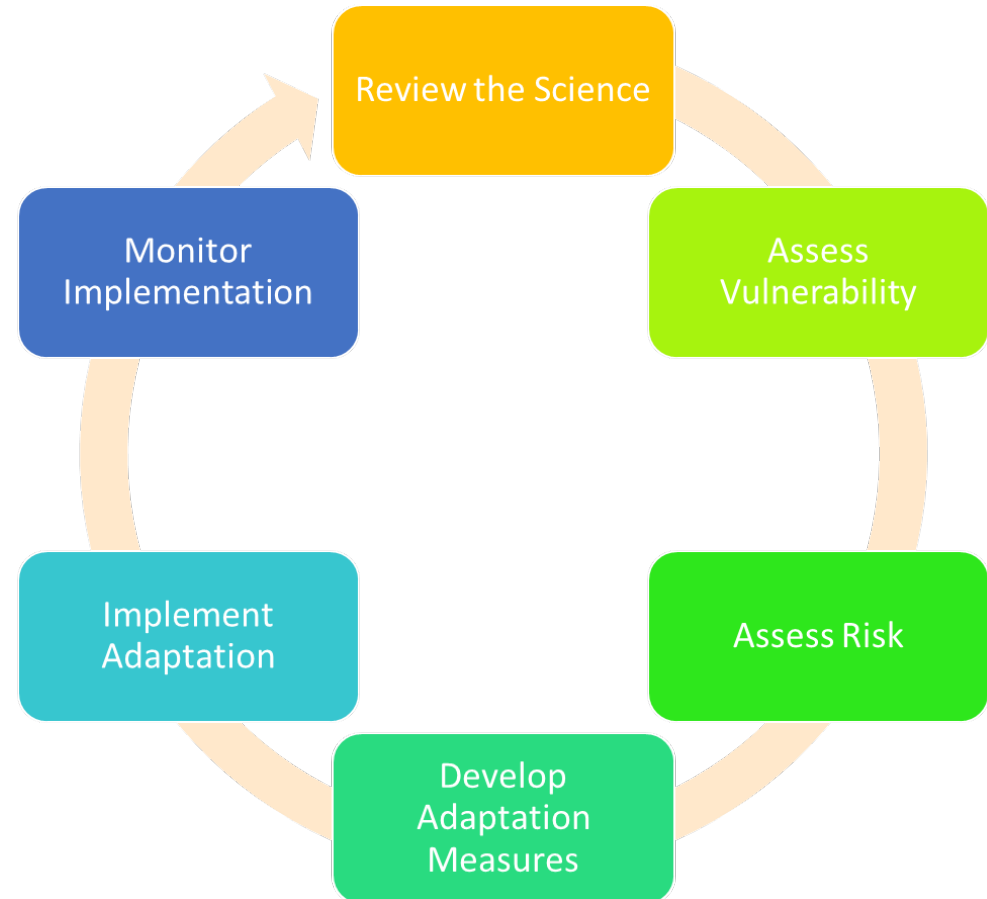 Review the Science
Assess
Vulnerability
Assess Risk
Develop
Adaptation
Measures
Implement
Adaptation
Monitor
Implementation